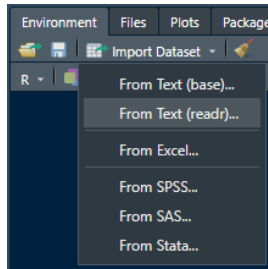 Environment Files Plots Package
Import Dataset
R
From Text (base)...
From Text (readr)...
From Excel...
From SPSS...
From SAS...
From Stata...